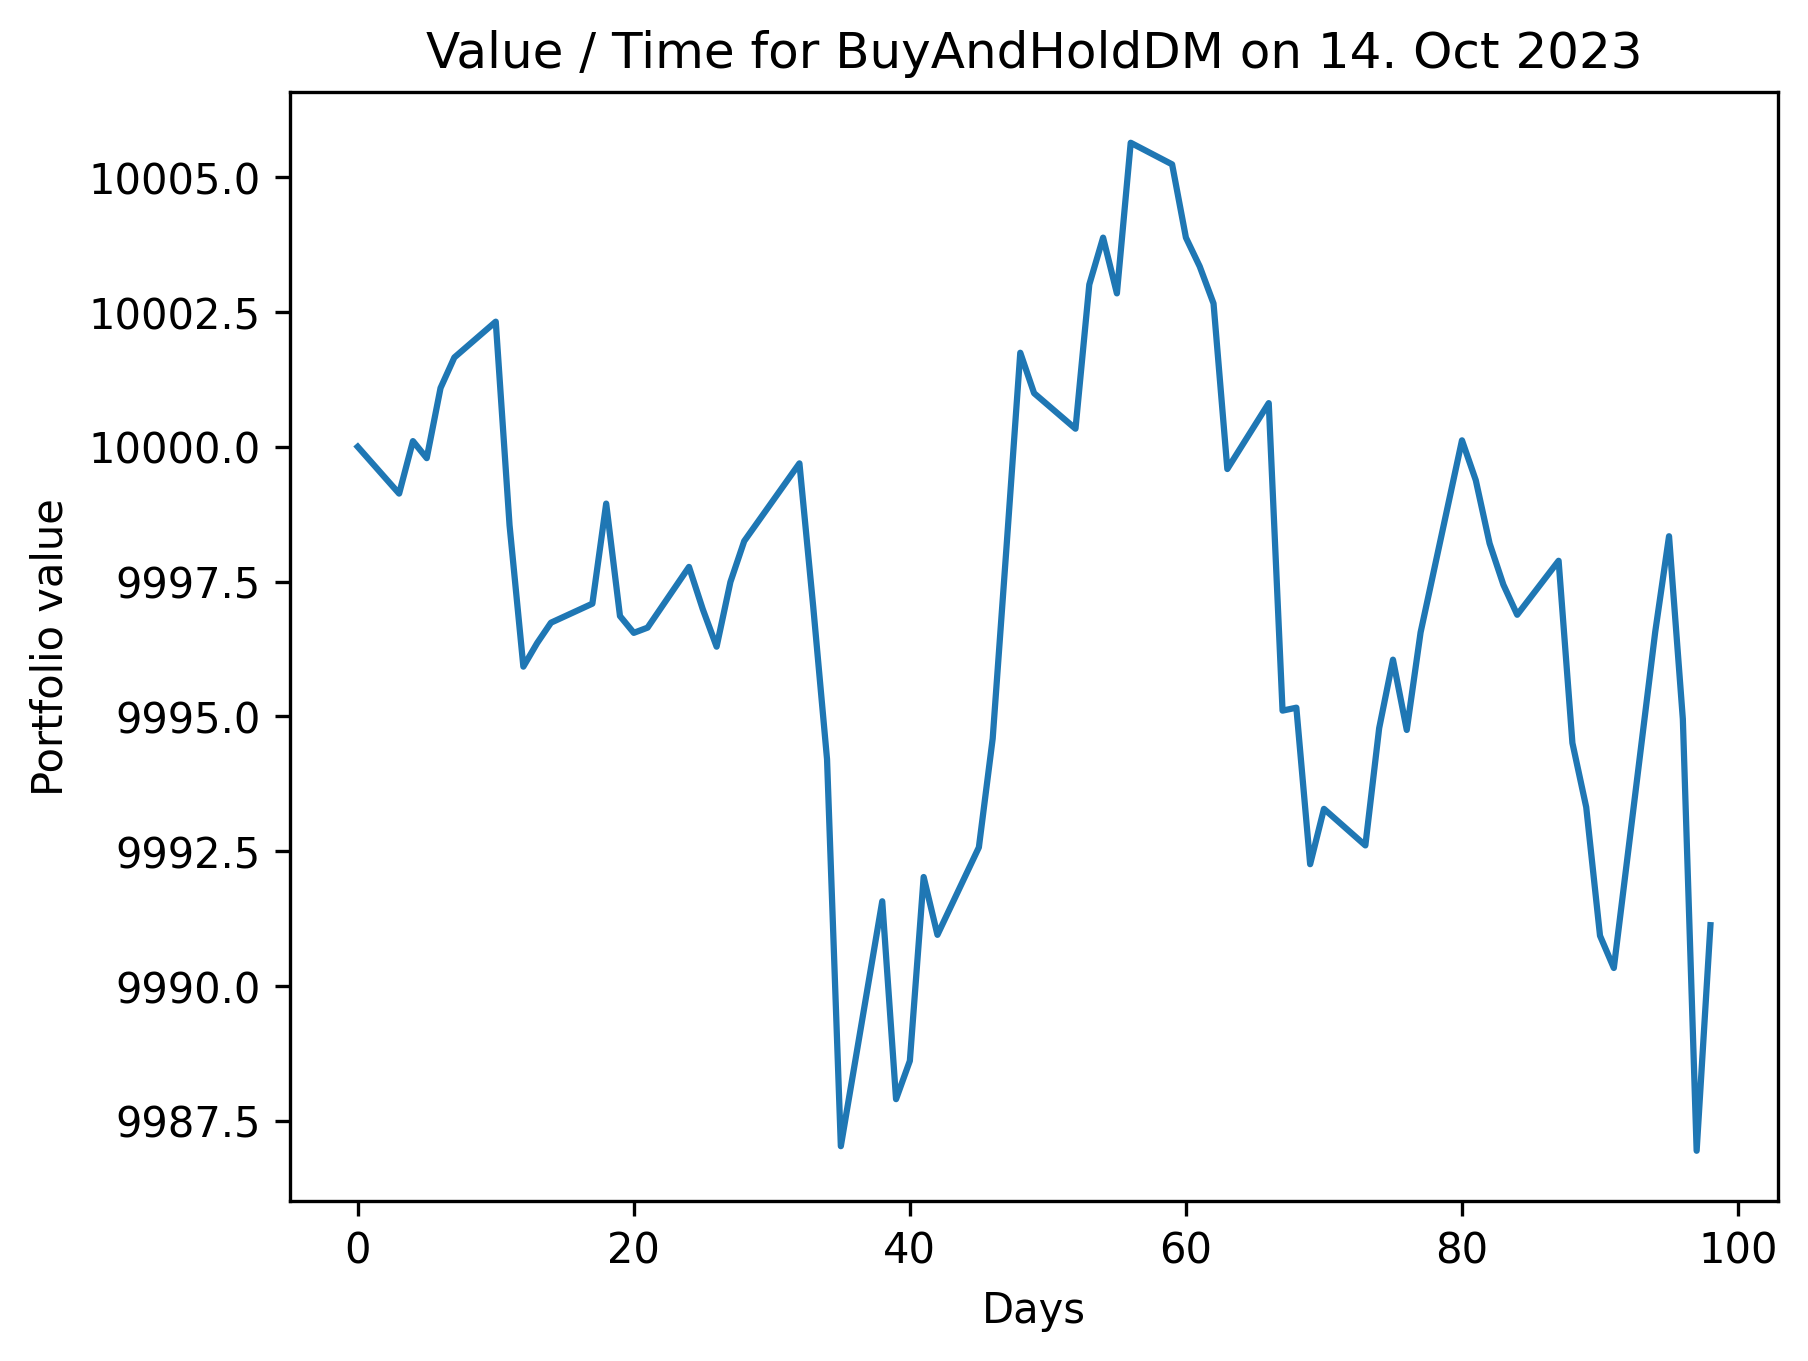 Value / Time for BuyAndHoldDM on 14. Oct 2023
10005.0
10002.5
10000.0
9997.5
9995.0
9992.5
9990.0
9987.5
Portfolio value
0 20 40 60 80 100
Days